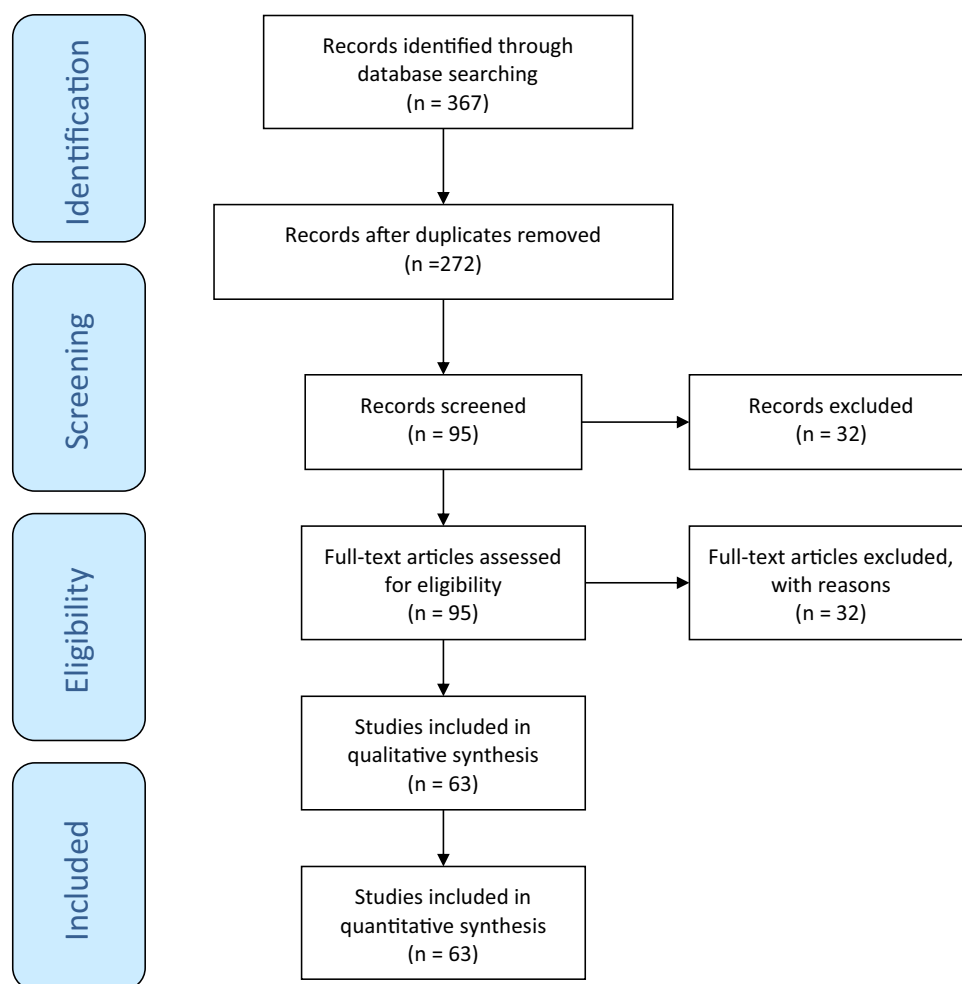 Identification
Records identified through
database searching
(n = 367)
Records after duplicates removed
(n =272)
Screening
Records screened
(n = 95)
Records excluded
(n = 32)
Eligibility
Full-text articles assessed
for eligibility
(n = 95)
Full-text articles excluded,
with reasons
(n = 32)
Studies included in
qualitative synthesis
(n = 63)
Included
Studies included in
quantitative synthesis
(n = 63)